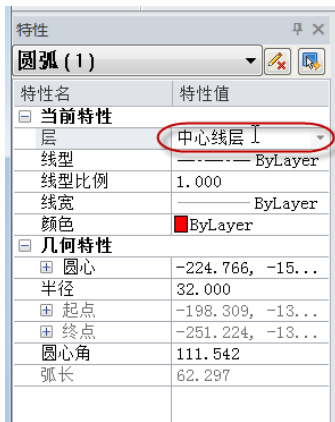 特性
圆弧(1)
特性名 特性值
当前特性
层 中心线层
线型 ByLayer
线型比例 1.000
线宽 ByLayer
颜色 ByLayer
几何特性
圆心 -224.766, -15...
半径 32.000
起点 -198.309, -13...
终点 -251.224, -13...
圆心角 111.542
弧长 62.297